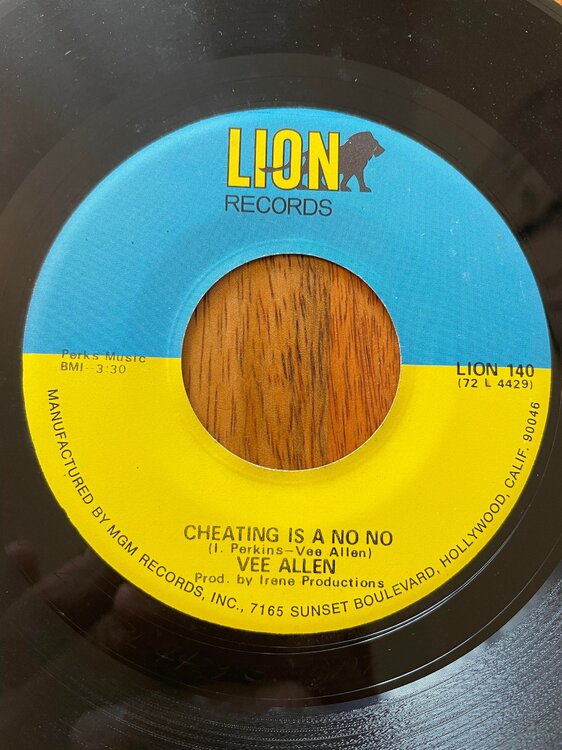 LION
RECORDS
Perks Music
BMI--3:30
LION 140
(72 L 4429)
CHEATING IS A NO NO
(I. Perkins—Vee Allen)
VEE ALLEN
Prod. by Irene Productions
MANUFACTURED BY MGM RECORDS, INC., 7165 SUNSET BOULEVARD, HOLLYWOOD, CALIF. 90046